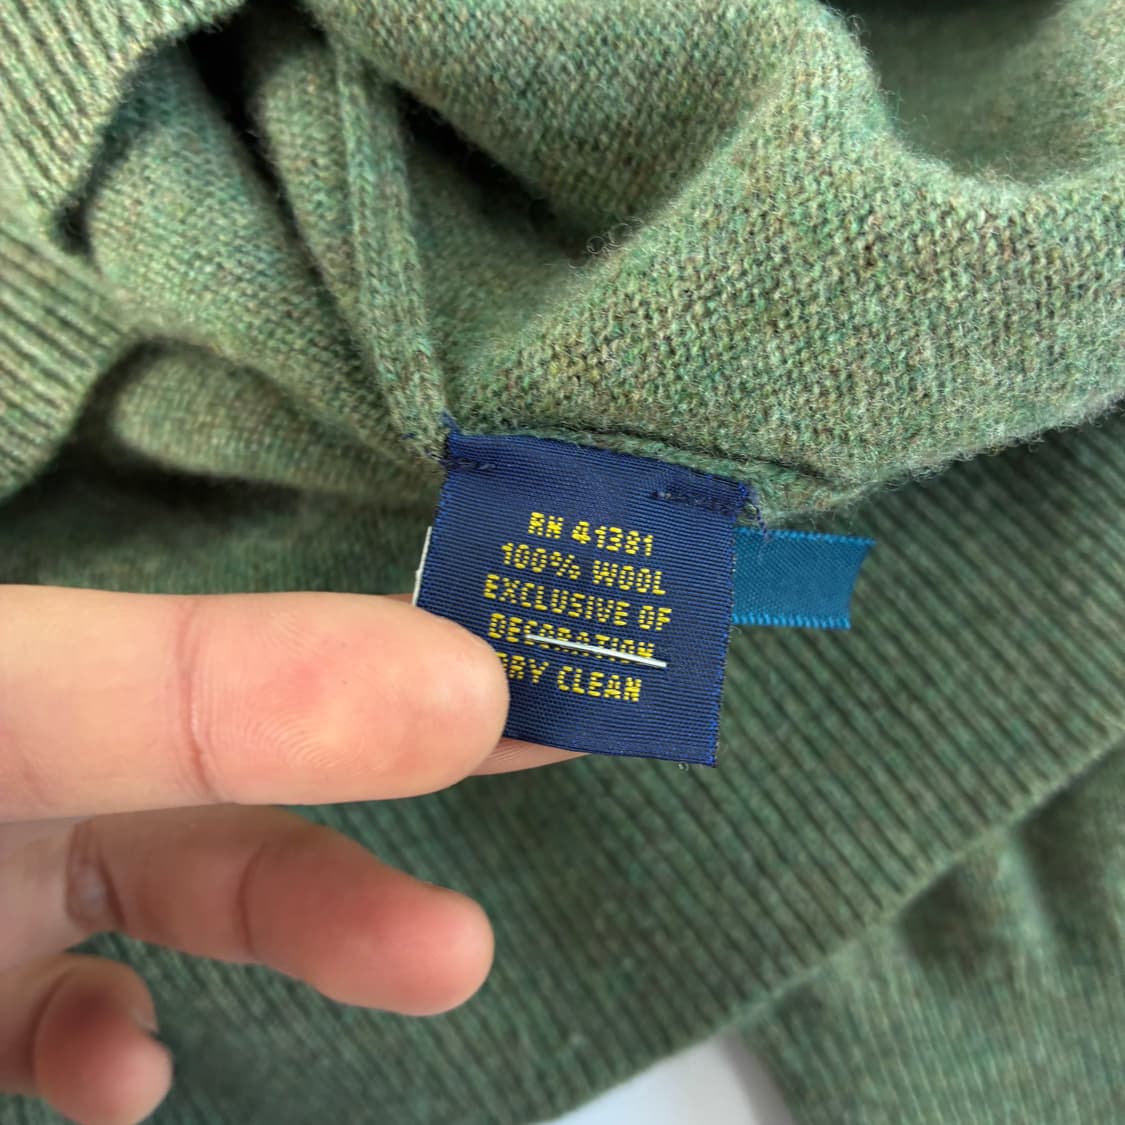 RN 41381
100% WOOL
EXCLUSIVE OF
DECORATION
DRY CLEAN